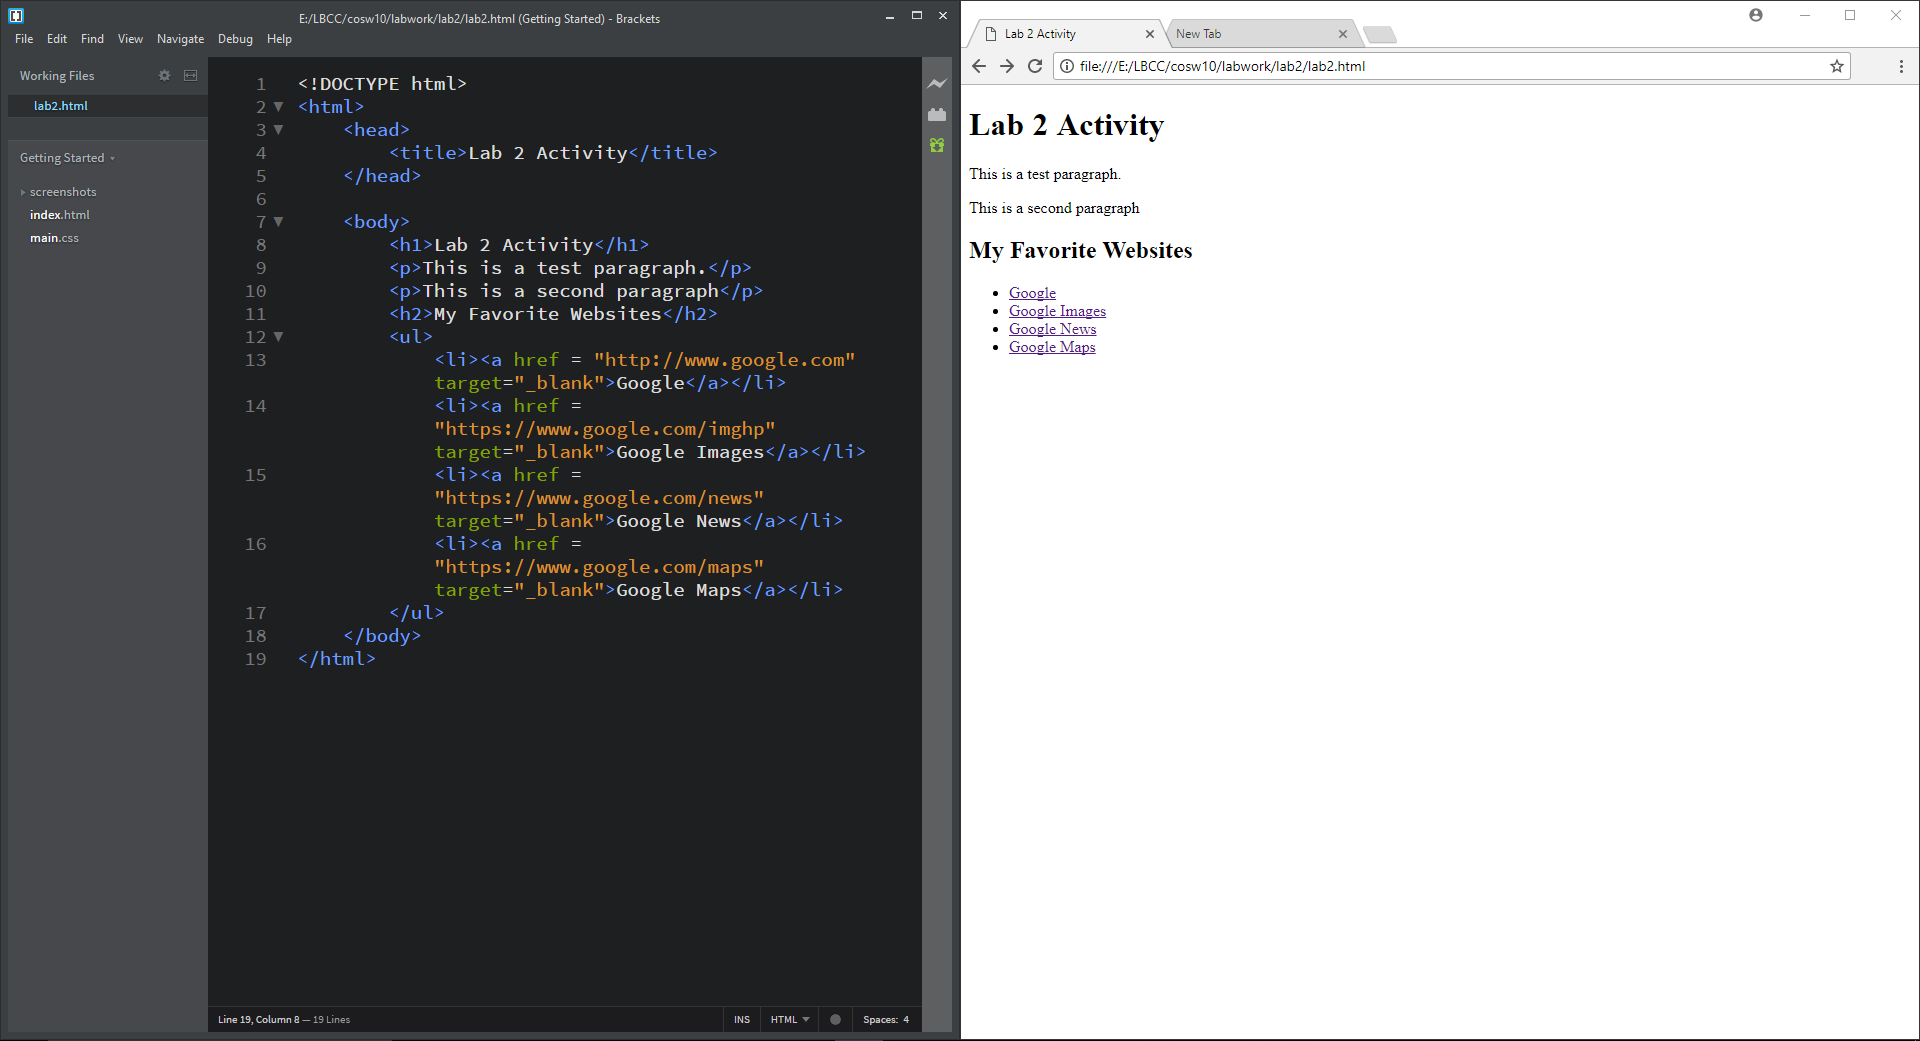 E:/LBCC/cosw10/labwork/lab2/lab2.html (Getting Started) - Brackets
File Edit Find View Navigate Debug Help
Working Files
lab2.html
Getting Started
screenshots
index.html
main.css
1 <!DOCTYPE html>
2 <html>
3 <head>
4 <title>Lab 2 Activity</title>
5 </head>
6
7 <body>
8 <h1>Lab 2 Activity</h1>
9 <p>This is a test paragraph.</p>
10 <p>This is a second paragraph</p>
11 <h2>My Favorite Websites</h2>
12 <ul>
13 <li><a href = "http://www.google.com"
target="_blank">Google</a></li>
14 <li><a href =
"https://www.google.com/imghp"
target="_blank">Google Images</a></li>
15 <li><a href =
"https://www.google.com/news"
target="_blank">Google News</a></li>
16 <li><a href =
"https://www.google.com/maps"
target="_blank">Google Maps</a></li>
17 </ul>
18 </body>
19 </html>
Line 19, Column 8 — 19 Lines
INS HTML Spaces: 4
Lab 2 Activity New Tab
file:///E:/LBCC/cosw10/labwork/lab2/lab2.html
Lab 2 Activity
This is a test paragraph.
This is a second paragraph
My Favorite Websites
Google
Google Images
Google News
Google Maps